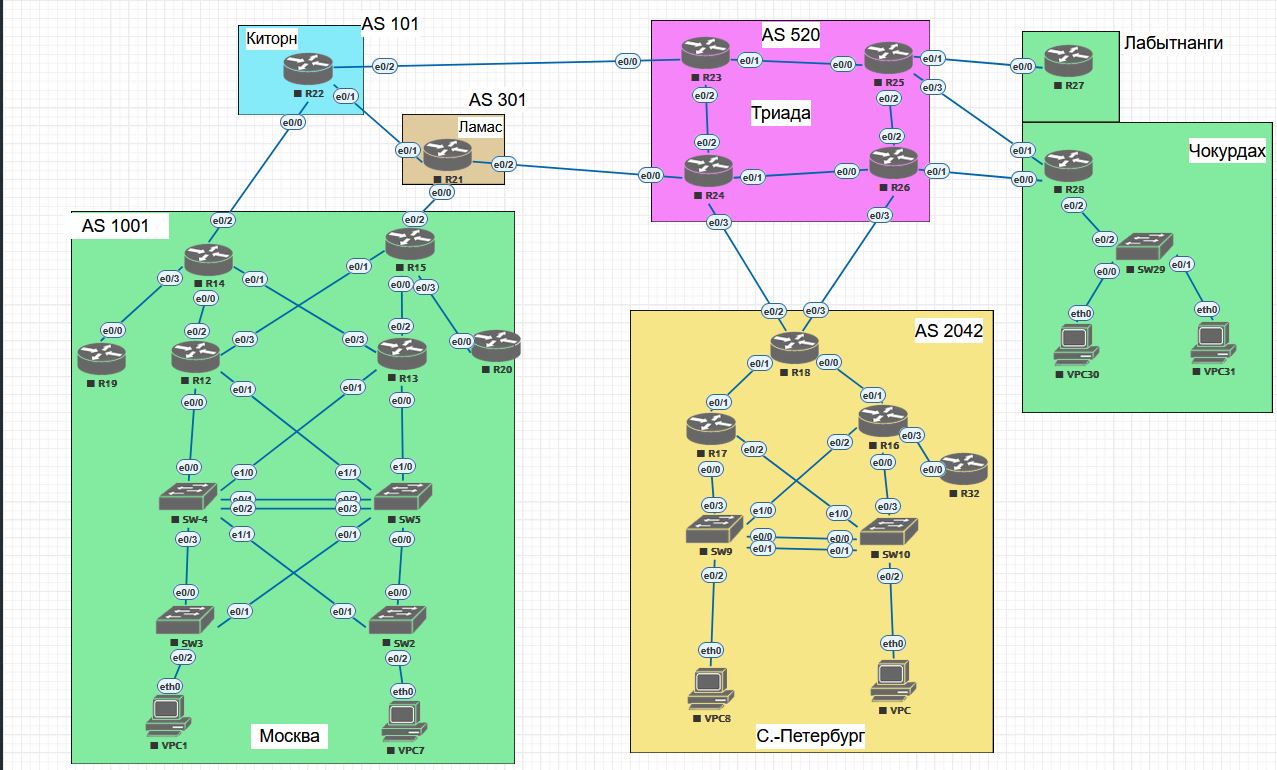 AS 101
Киторн
R22
e0/2
e0/1
e0/0
AS 301
Ламас
e0/1
R21
e0/2
e0/0
AS 520
Триада
e0/0
R23
e0/1
e0/2
e0/0
R25
e0/1
e0/3
e0/2
e0/2
e0/0
R24
e0/1
e0/3
e0/2
e0/0
R26
e0/1
e0/3
Лабытнанги
e0/0
R27
Чокурдах
e0/1
e0/0
R28
e0/2
e0/2
SW29
e0/0
e0/1
eth0
eth0
VPC30
VPC31
AS 1001
e0/2
R14
e0/3
e0/0
e0/1
e0/2
R15
e0/1
e0/0
e0/3
e0/0
R19
e0/2
R12
e0/3
e0/0
e0/1
e0/3
e0/2
R13
e0/1
e0/0
e0/0
R20
e0/0
e1/0
SW-4
e0/1
e0/2
e0/3
e1/1
e1/1
e1/0
SW5
e0/2
e0/3
e0/1
e0/0
e0/0
e0/1
SW3
e0/2
e0/1
e0/0
SW2
e0/2
eth0
VPC1
eth0
VPC7
Москва
AS 2042
e0/2
e0/3
R18
e0/1
e0/0
e0/1
R17
e0/2
e0/0
e0/1
R16
e0/2
e0/3
e0/0
e0/0
R32
e0/3
e1/0
SW9
e0/0
e0/1
e0/2
e1/0
e0/3
SW10
e0/0
e0/1
e0/2
eth0
VPC8
eth0
VPC
С.-Петербург